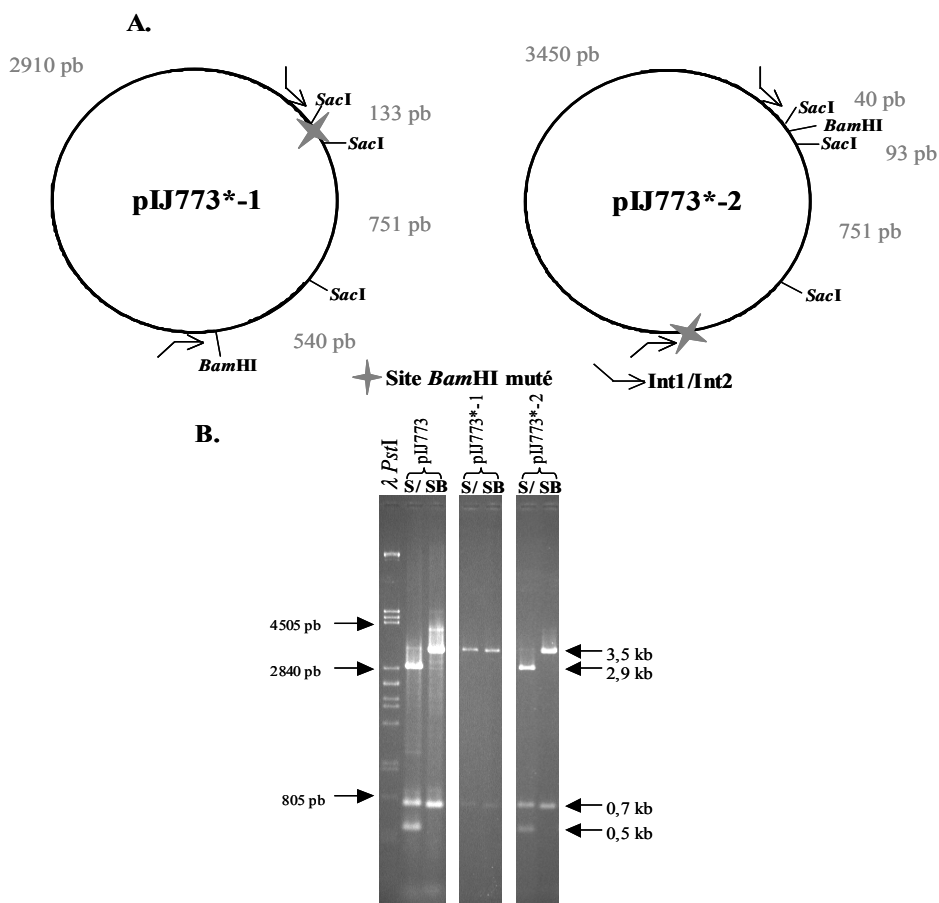 A.
2910 pb
SacI
133 pb
SacI
pIJ773*-1
751 pb
SacI
540 pb
BamHI
3450 pb
SacI
40 pb
BamHI
SacI
93 pb
pIJ773*-2
751 pb
SacI
Site BamHI muté
Int1/Int2
B.
λ PstI
pIJ773
pIJ773*-1
pIJ773*-2
S/ SB
S/ SB
S/ SB
4505 pb
2840 pb
805 pb
3,5 kb
2,9 kb
0,7 kb
0,5 kb